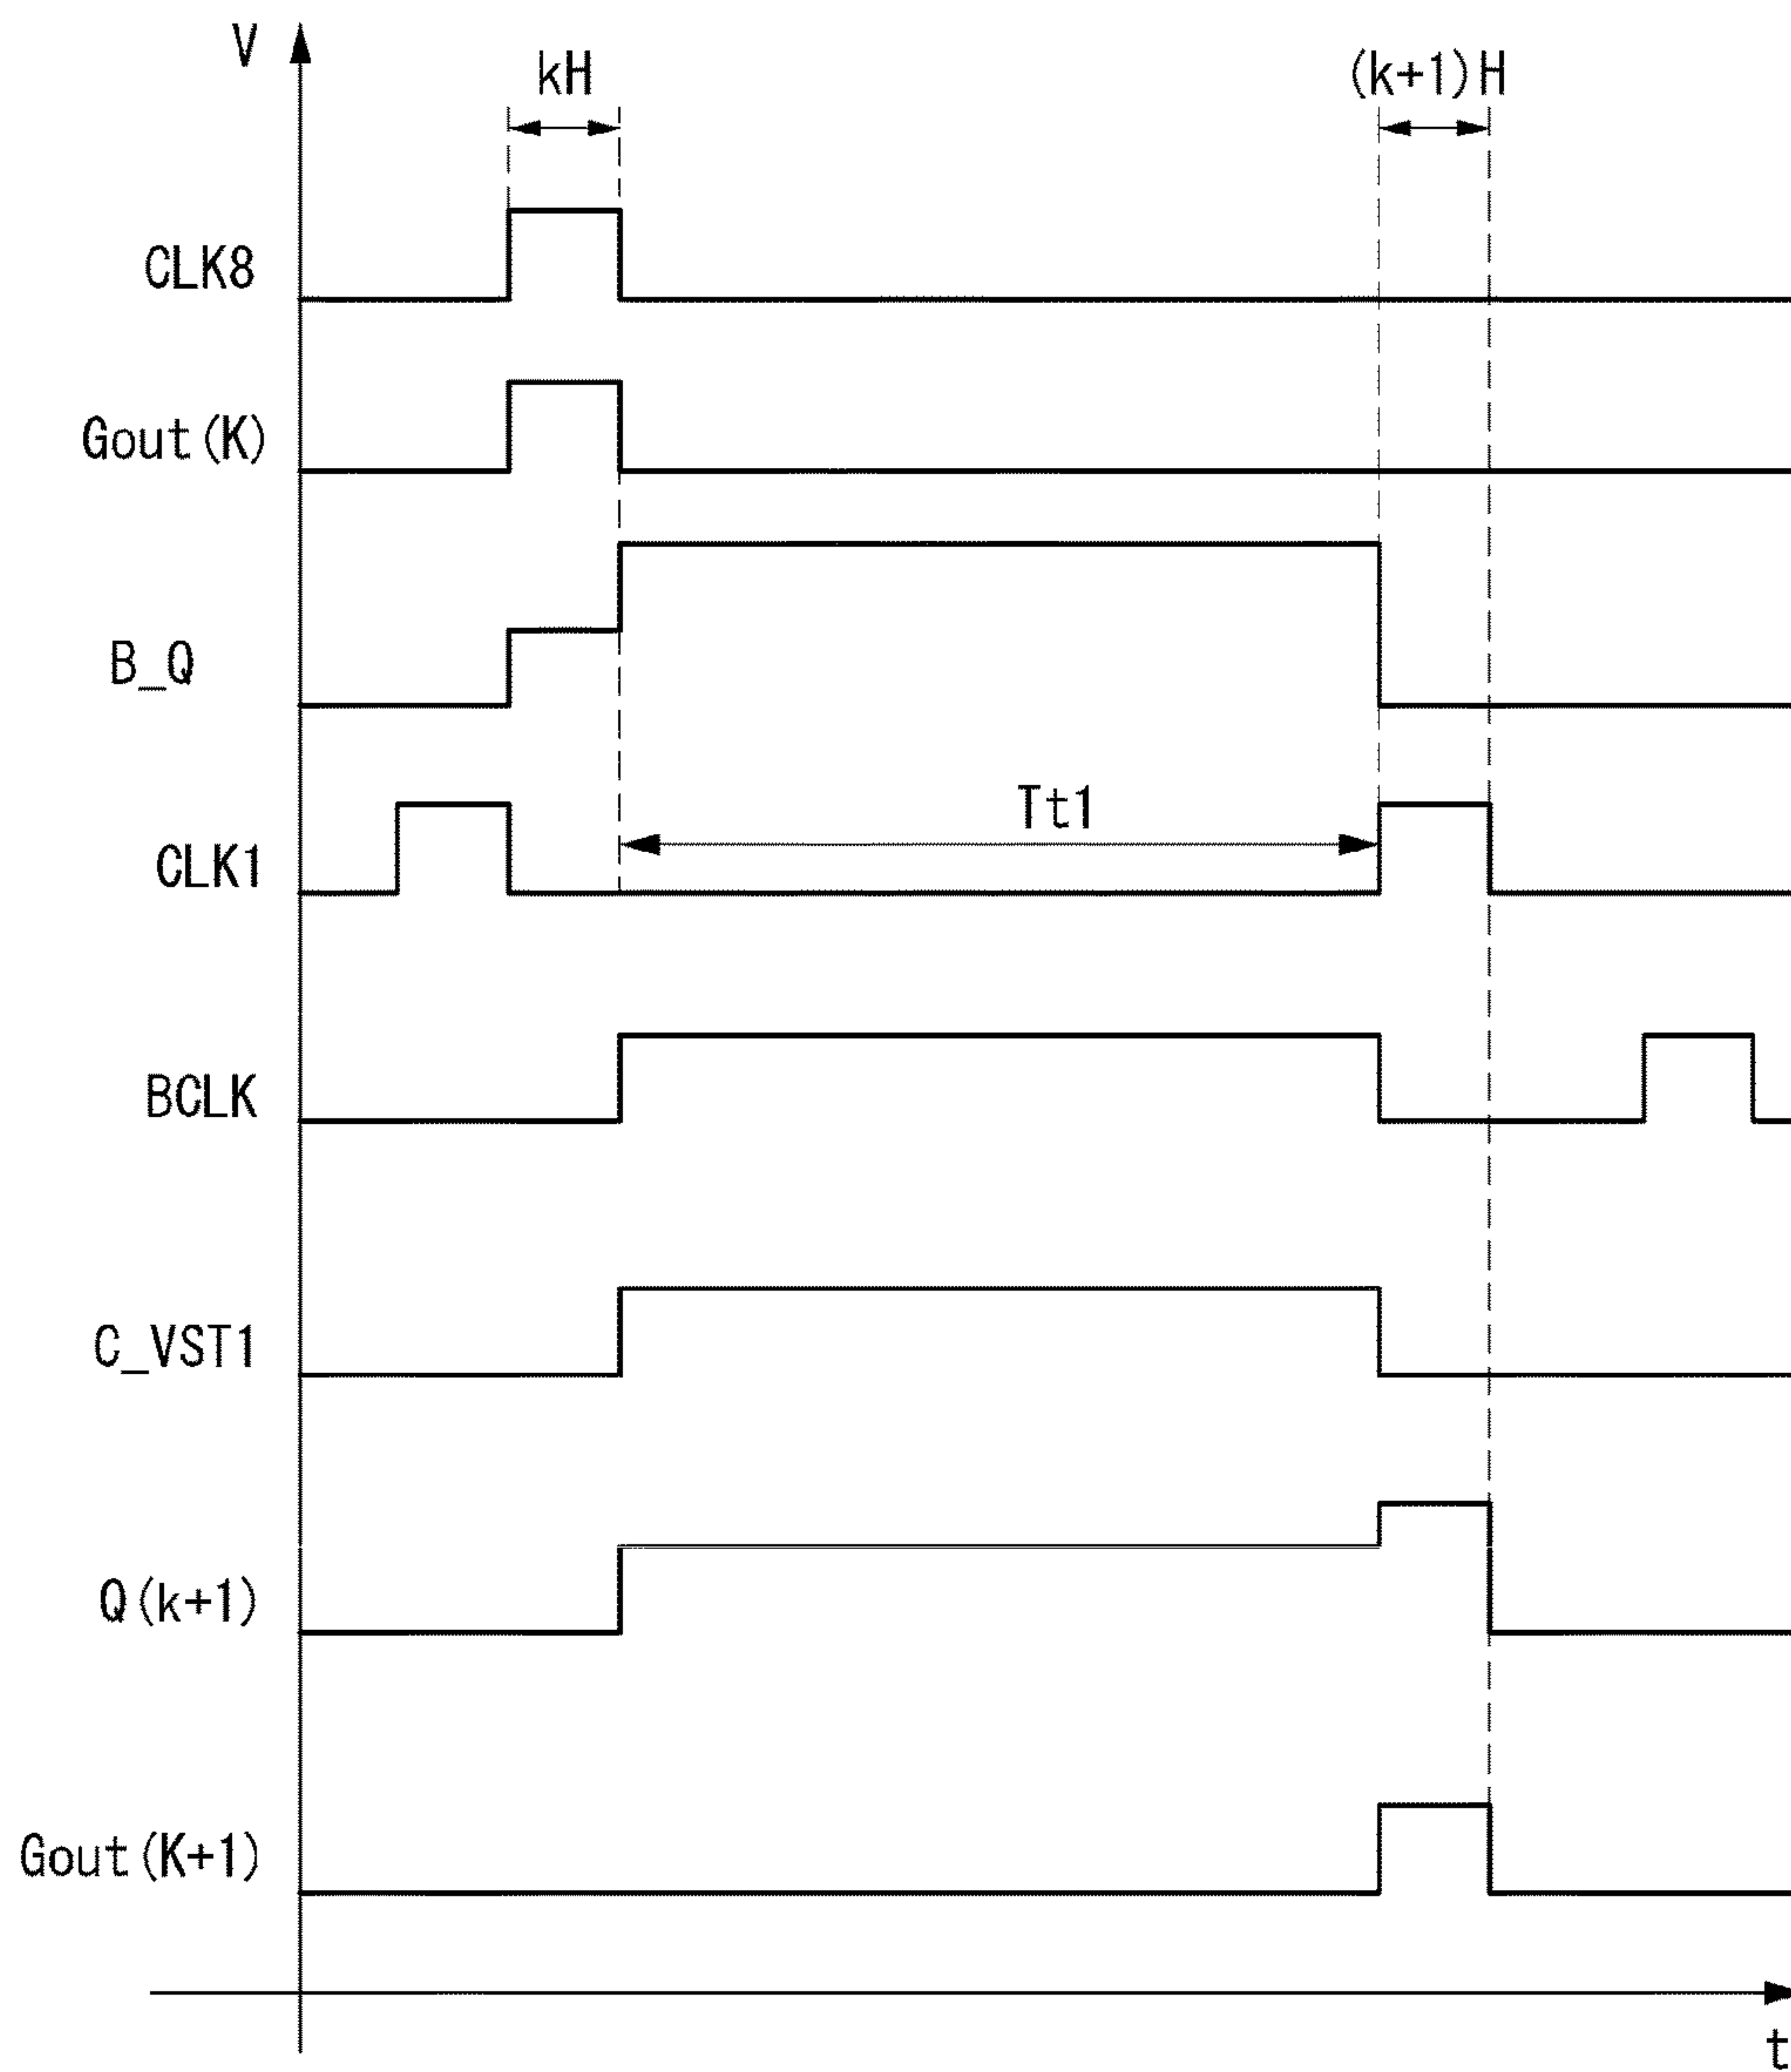 V
kH
(k+1)H
CLK8
Gout(K)
B_Q
Tt1
CLK1
BCLK
C_VST1
Q(k+1)
Gout(K+1)
t